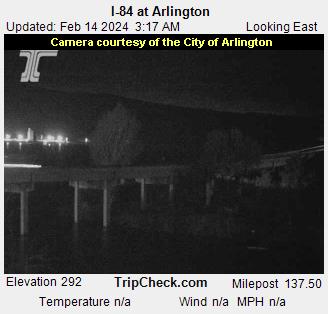 I-84 at Arlington
Updated: Feb 14 2024 3:17 AM Looking East
Camera courtesy of the City of Arlington
Elevation 292 TripCheck.com Milepost 137.50
Temperature n/a Wind n/a MPH n/a